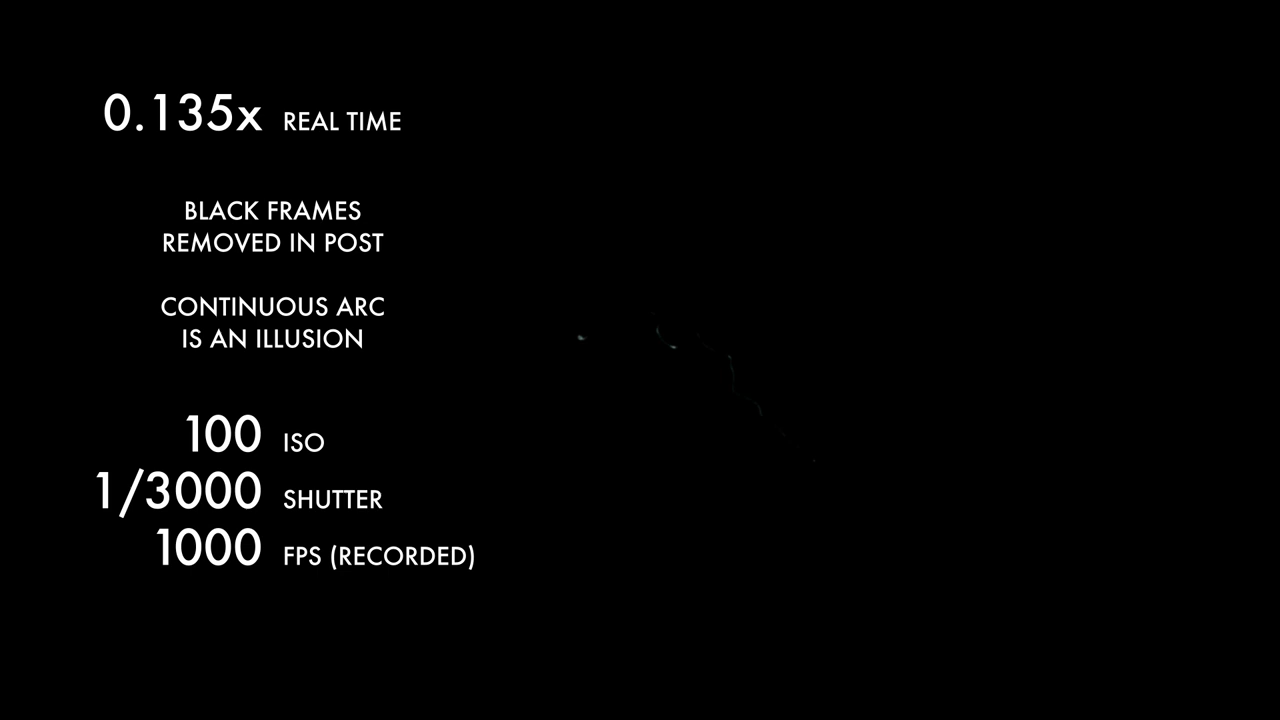 0.135x REAL TIME
BLACK FRAMES
REMOVED IN POST
CONTINUOUS ARC
IS AN ILLUSION
100 ISO
1/3000 SHUTTER
1000 FPS (RECORDED)